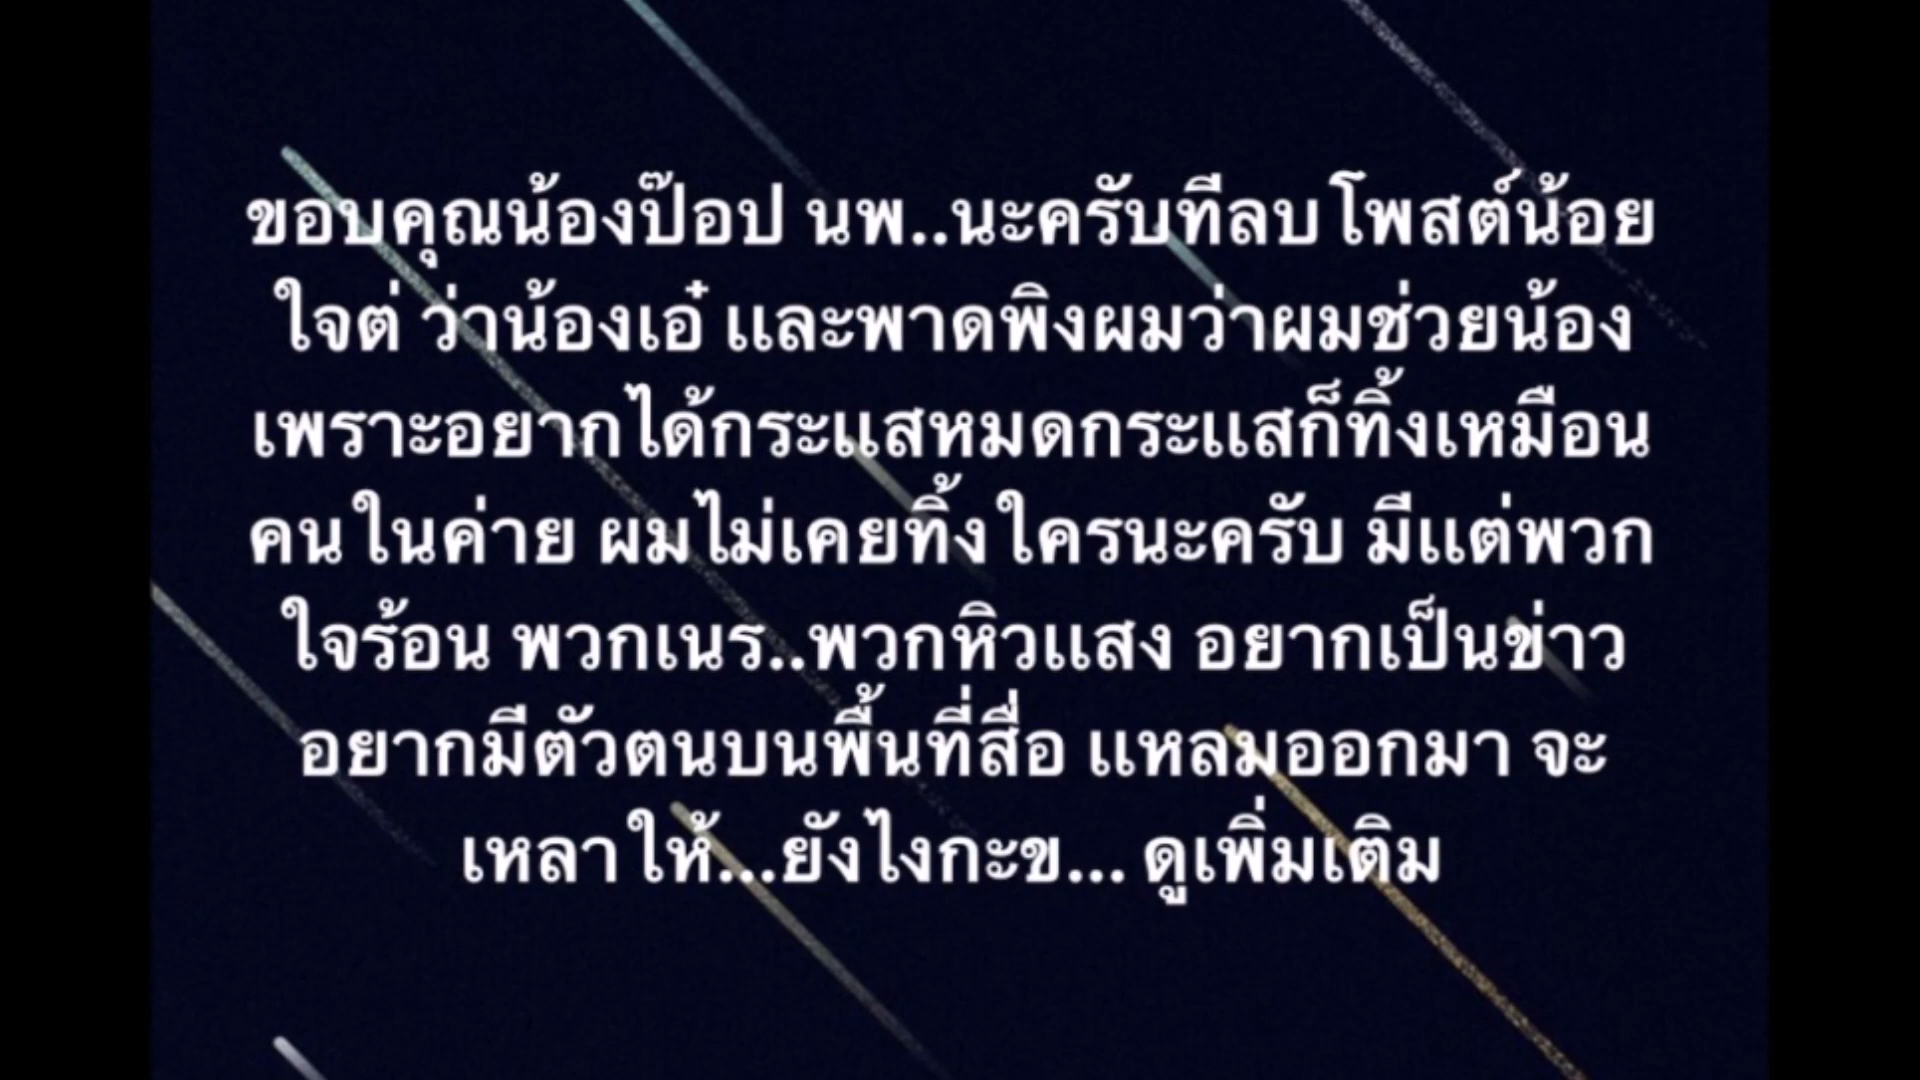 ขอบคุณน้องป๊อป นพ..นะครับทีลบโพสต์น้อย
ใจต่ ว่าน้องเอ๋ และพาดพิงผมว่าผมช่วยน้อง
เพราะอยากได้กระแสหมดกระแสก็ทิ้งเหมือน
คนในค่าย ผมไม่เคยทิ้งใครนะครับ มีแต่พวก
ใจร้อน พวกเนร..พวกหิวแสง อยากเป็นข่าว
อยากมีตัวตนบนพื้นที่สื่อ แหลมออกมา จะ
เหลาให้...ยังไงกะข... ดูเพิ่มเติม